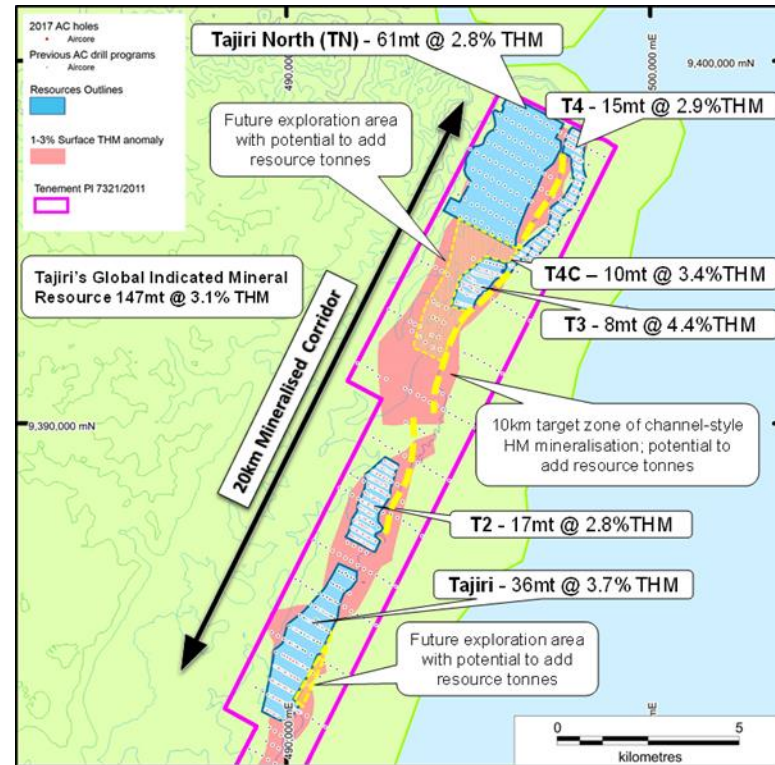 2017 AC holes
Aircore
Previous AC drill programs
Aircore
Resources Outlines
1-3% Surface THM anomaly
Tenement PI 7321/2011
490,000 mE
500,000 mE
9,400,000 mN
Tajiri North (TN) - 61mt @ 2.8% THM
T4 - 15mt @ 2.9%THM
Future exploration area
with potential to add
resource tonnes
Tajiri's Global Indicated Mineral
Resource 147mt @ 3.1% THM
T4C – 10mt @ 3.4%THM
T3 - 8mt @ 4.4%THM
20km Mineralised Corridor
9,390,000 mN
10km target zone of channel-style
HM mineralisation; potential to
add resource tonnes
T2 - 17mt @ 2.8%THM
Tajiri - 36mt @ 3.7% THM
Future exploration area
with potential to add
resource tonnes
490,000 mE
mE
0 5
kilometres